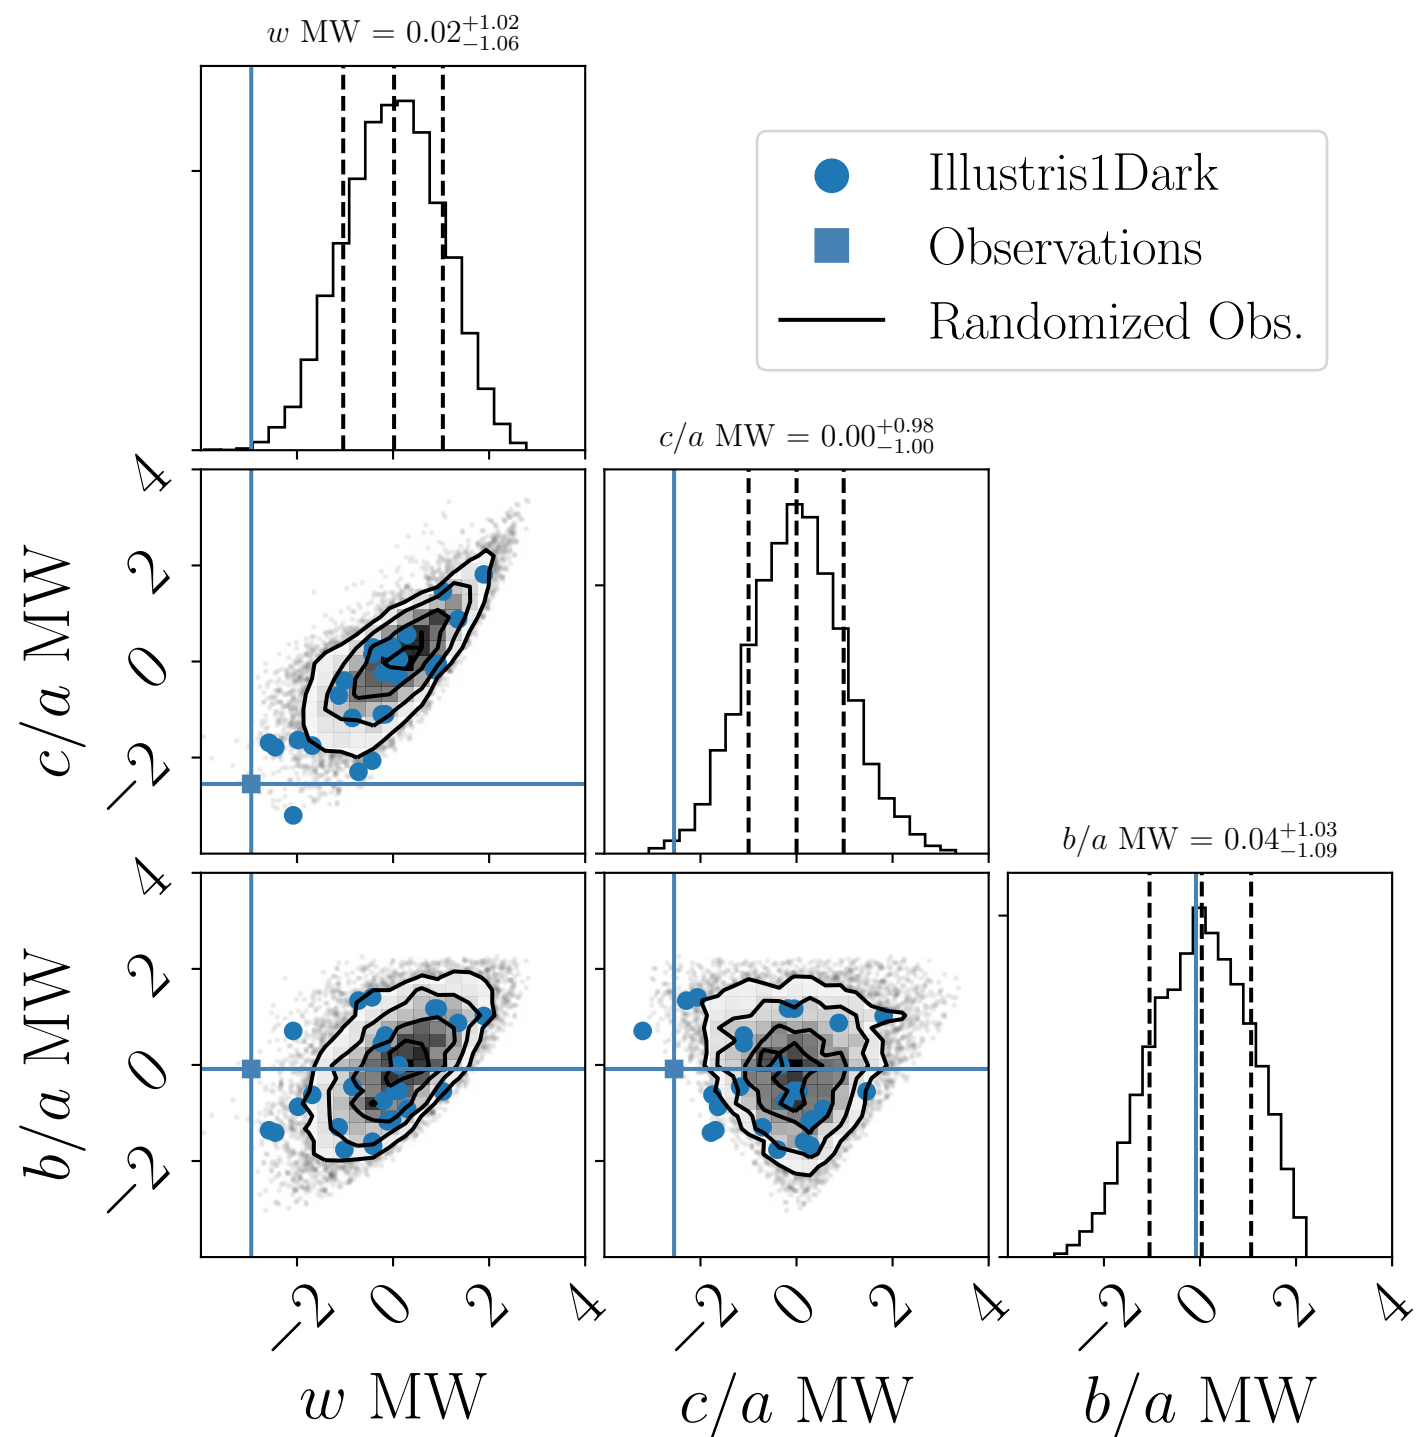 w MW = 0.02^{+1.02}_{−1.06}
Illustris1Dark
Observations
Randomized Obs.
c/a MW = 0.00^{+0.98}_{−1.00}
4
2
0
−2
c/a MW
b/a MW = 0.04^{+1.03}_{−1.09}
4
2
0
−2
b/a MW
−2 0 2 4
−2 0 2 4
−2 0 2 4
w MW
c/a MW
b/a MW